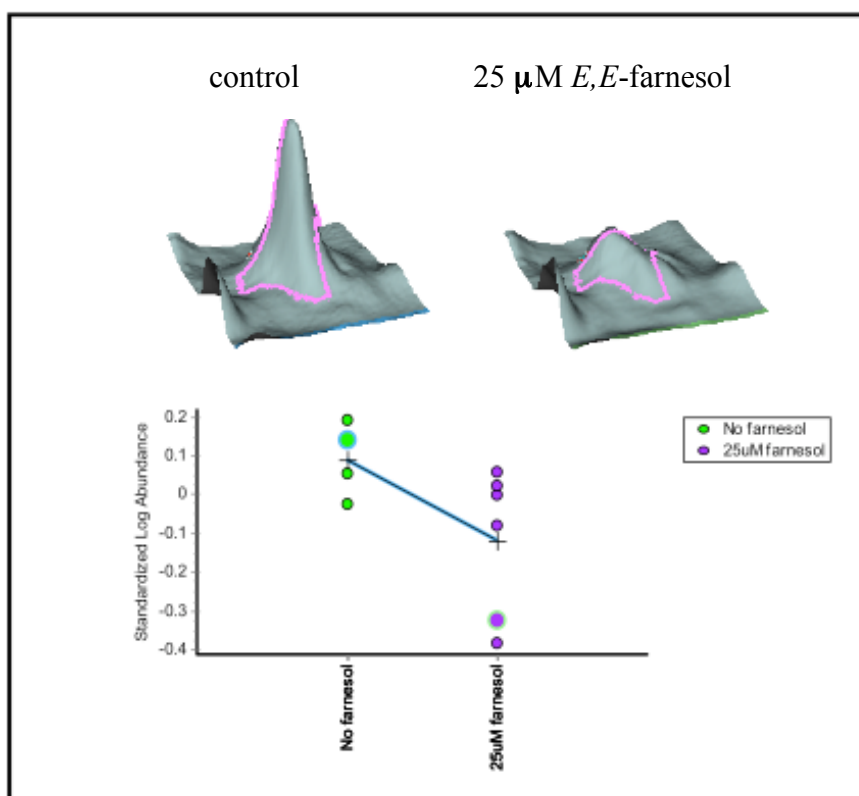 control 25 μM E,E-farnesol
0.2
0.1
0
-0.1
-0.2
-0.3
-0.4
Standardized Log Abundance
No farnesol
25uM farnesol
No farnesol
25uM farnesol